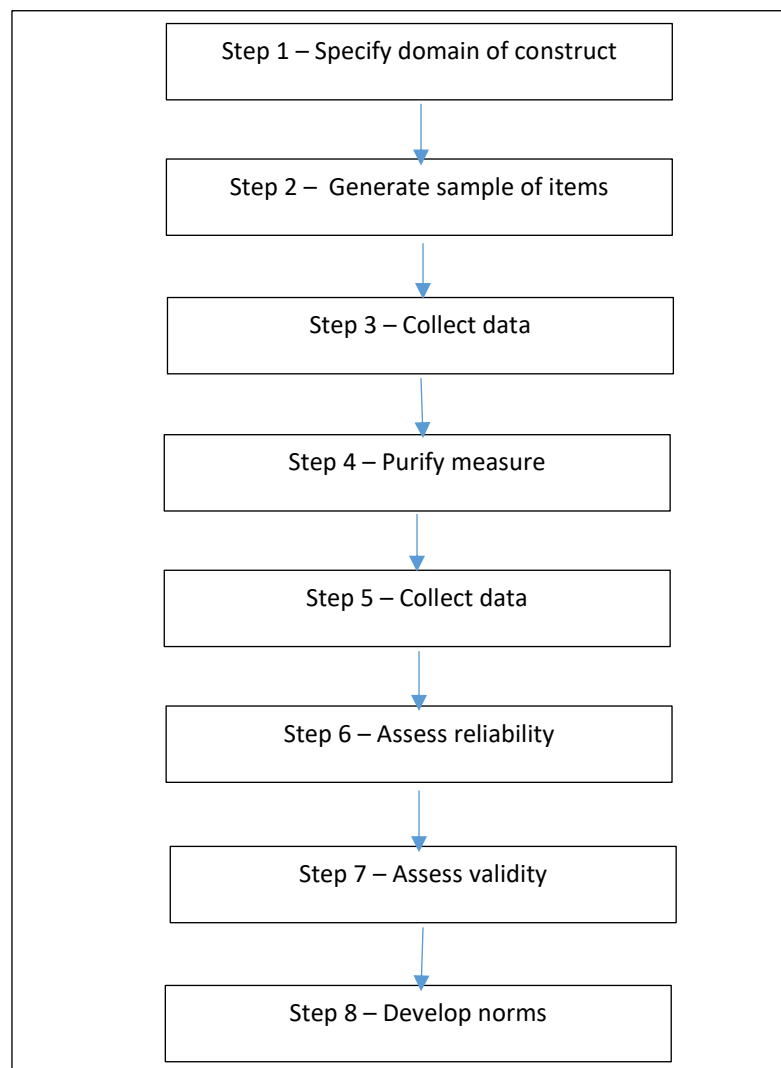 Step 1 – Specify domain of construct
Step 2 –  Generate sample of items
Step 3 – Collect data
Step 4 – Purify measure
Step 5 – Collect data
Step 6 – Assess reliability
Step 7 – Assess validity
Step 8 – Develop norms